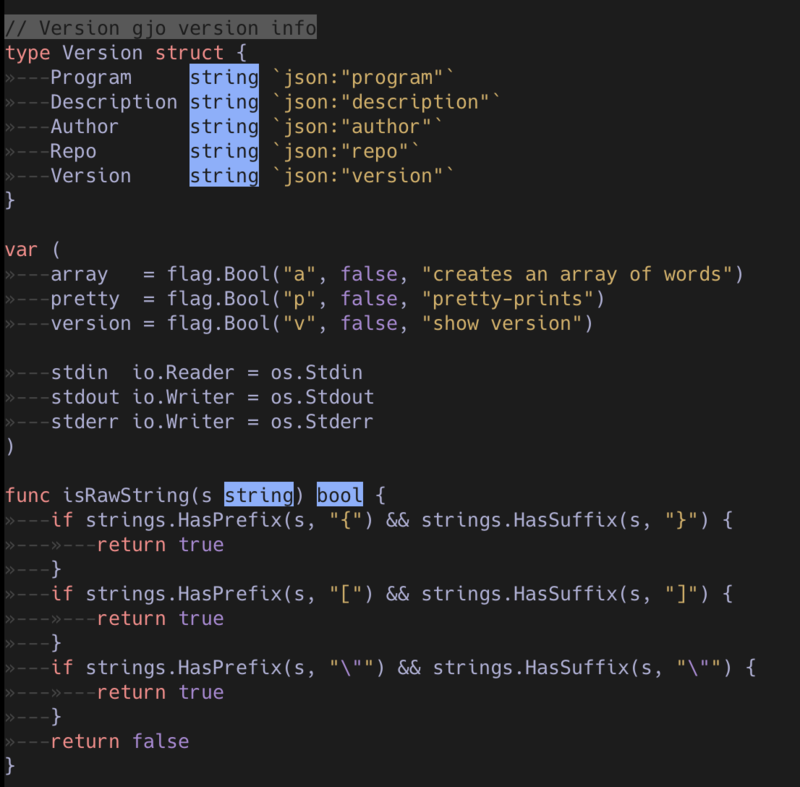 // Version gjo version info
type Version struct {
»---Program     string `json:"program"`
»---Description string `json:"description"`
»---Author      string `json:"author"`
»---Repo        string `json:"repo"`
»---Version     string `json:"version"`
}
var (
»---array   = flag.Bool("a", false, "creates an array of words")
»---pretty  = flag.Bool("p", false, "pretty-prints")
»---version = flag.Bool("v", false, "show version")
»---stdin  io.Reader = os.Stdin
»---stdout io.Writer = os.Stdout
»---stderr io.Writer = os.Stderr
)
func isRawString(s string) bool {
»---if strings.HasPrefix(s, "{") && strings.HasSuffix(s, "}") {
»---»---return true
»---}
»---if strings.HasPrefix(s, "[") && strings.HasSuffix(s, "]") {
»---»---return true
»---}
»---if strings.HasPrefix(s, "\"") && strings.HasSuffix(s, "\"") {
»---»---return true
»---}
»---return false
}